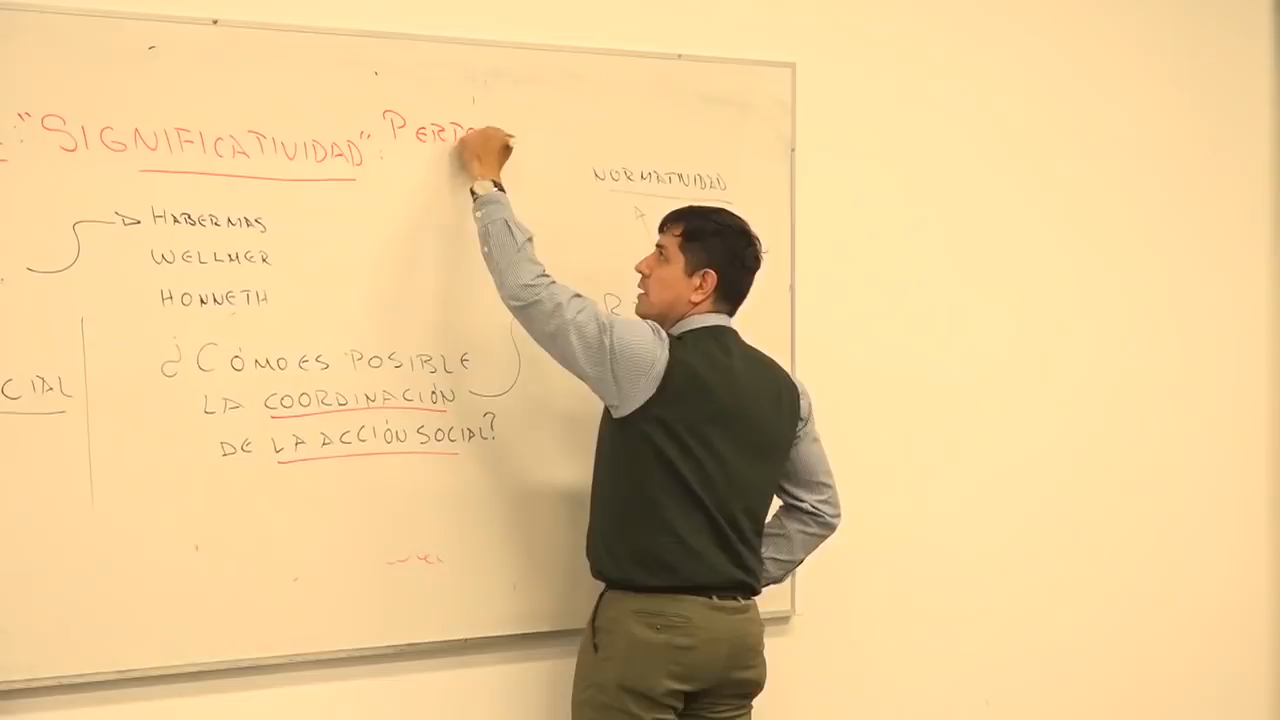 "SIGNIFICATIVIDAD":
NORMATIVIDAD
HABERMAS
WELLMER
HONNETH
¿CÓMO ES POSIBLE
LA COORDINACIÓN
DE LA ACCIÓN SOCIAL?
CIAL